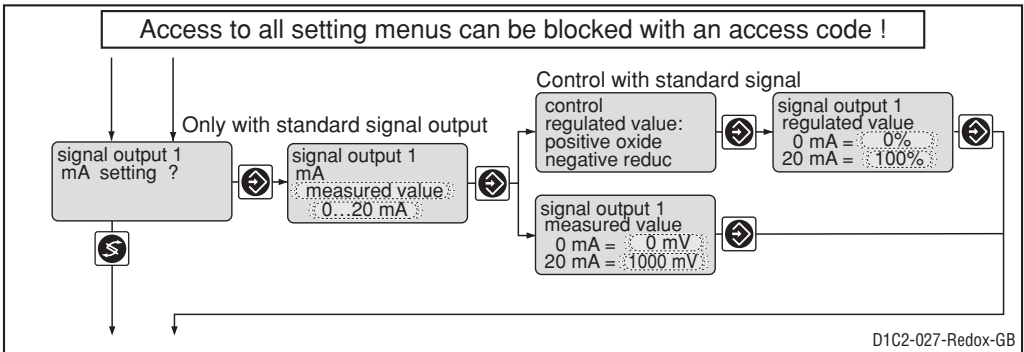 Access to all setting menus can be blocked with an access code !
Control with standard signal
Only with standard signal output
signal output 1
mA setting ?
signal output 1
mA
measured value
0...20 mA
control
regulated value:
positive oxide
negative reduc
signal output 1
regulated value
0 mA = 0%
20 mA = 100%
signal output 1
measured value
0 mA = 0 mV
20 mA = 1000 mV
D1C2-027-Redox-GB